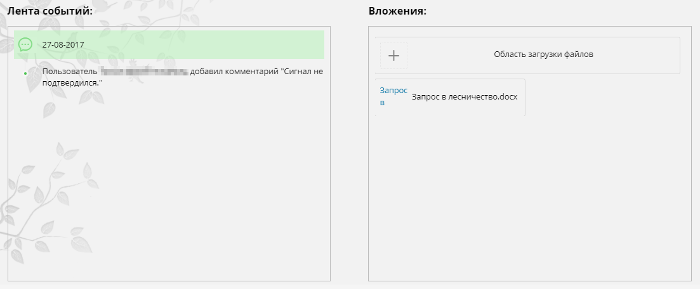 Лента событий:
27-08-2017
Пользователь добавил комментарий "Сигнал не
подтвердился."
Вложения:
Область загрузки файлов
Запрос
в
Запрос в лесничество.docx